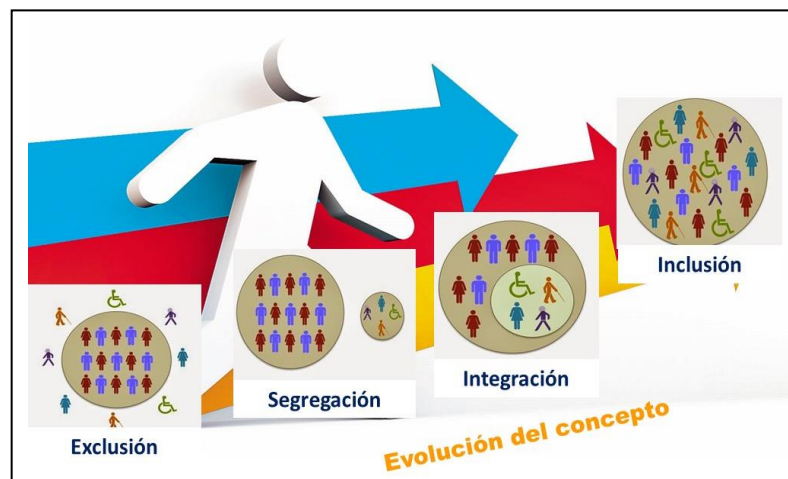 Exclusión
Segregación
Integración
Inclusión
Evolución del concepto